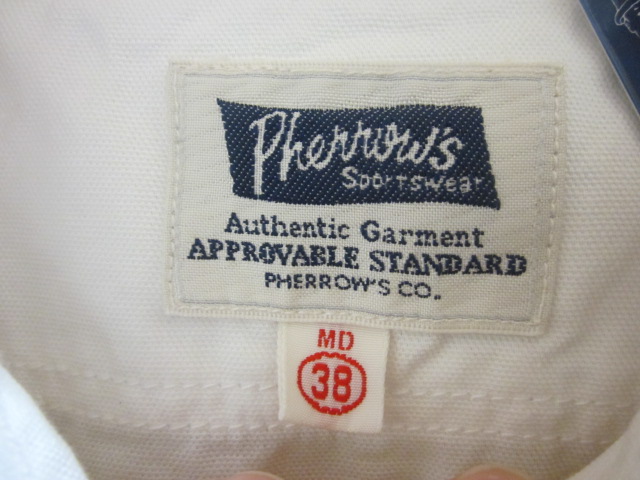 Pherrow's
Sportswear
Authentic Garment
APPROVABLE STANDARD
PHERROW'S CO.
MD
38